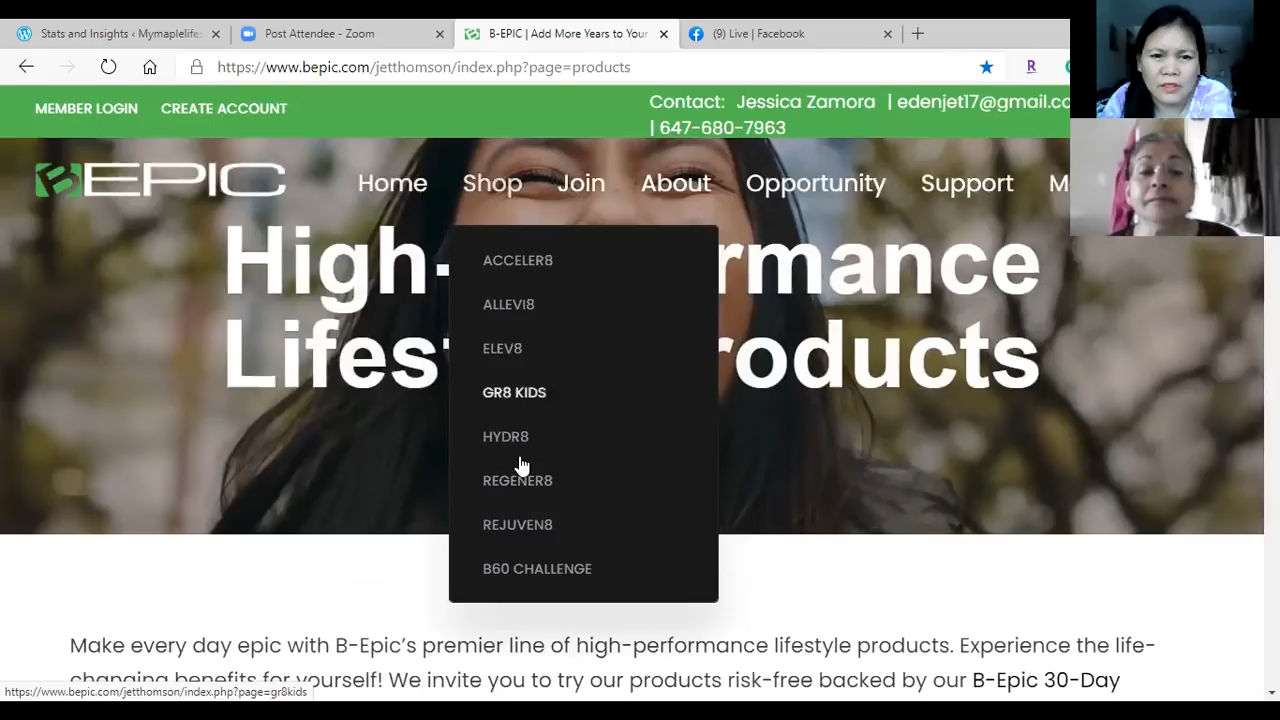 Stats and Insights ‹ Mymaplelife
Post Attendee - Zoom
B-EPIC | Add More Years to Your
(9) Live | Facebook
https://www.bepic.com/jetthomson/index.php?page=products
R
MEMBER LOGIN
CREATE ACCOUNT
Contact: Jessica Zamora | edenjet17@gmail.co
| 647-680-7963
BEPIC
Home
Shop
Join
About
Opportunity
Support
M
High-
rmance
Lifes
roducts
ACCELER8
ALLEVI8
ELEV8
GR8 KIDS
HYDR8
REGENER8
REJUVEN8
B60 CHALLENGE
Make every day epic with B-Epic’s premier line of high-performance lifestyle products. Experience the life-
changing benefits for yourself! We invite you to try our products risk-free backed by our B-Epic 30-Day
https://www.bepic.com/jetthomson/index.php?page=gr8kids